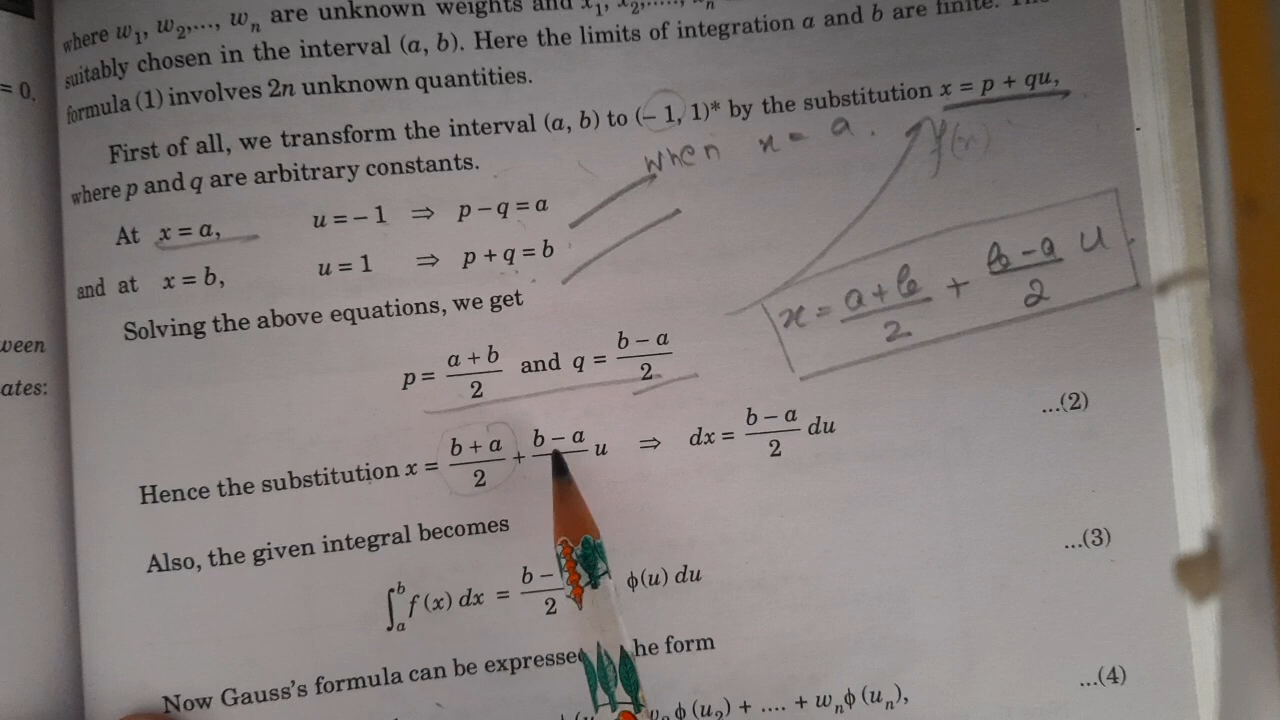 where w₁, w₂,..., wₙ are unknown weights and x₁, x₂,....., xₙ
suitably chosen in the interval (a, b). Here the limits of integration a and b are finite.
= 0.
formula (1) involves 2n unknown quantities.
First of all, we transform the interval (a, b) to (– 1, 1)* by the substitution x = p + qu,
where p and q are arbitrary constants.
when x = a.
f(x)
At x = a, u = – 1 ⇒ p – q = a
and at x = b, u = 1 ⇒ p + q = b
x = (a + b)/2 + (b – a)/2 u
Solving the above equations, we get
ween
ates:
p = (a + b)/2 and q = (b – a)/2
Hence the substitution x = (b + a)/2 + b – a u ⇒ dx = (b – a)/2 du ...(2)
Also, the given integral becomes
∫ₐᵇ f (x) dx = b – 2 ϕ(u) du ...(3)
Now Gauss's formula can be expresse he form
ϕ (u₂) + .... + wₙϕ (uₙ), ...(4)